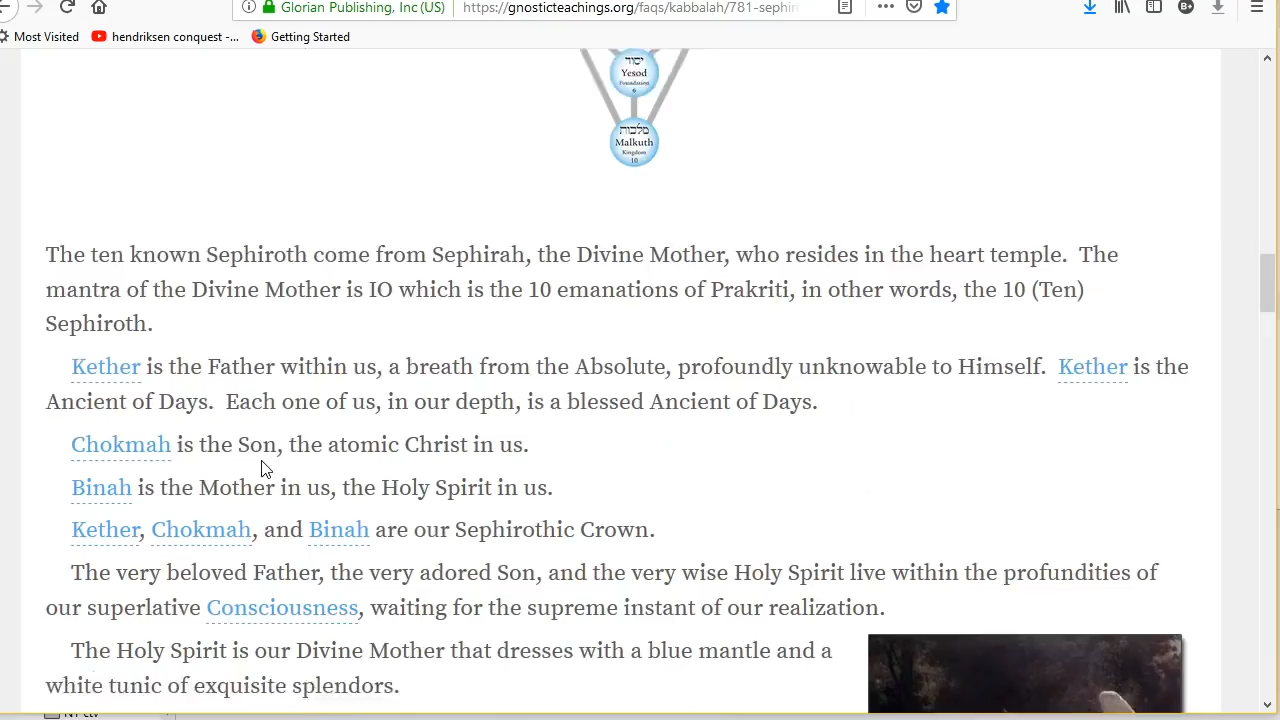 Glorian Publishing, Inc (US)
https://gnosticteachings.org/faqs/kabbalah/781-sephir
Most Visited
hendriksen conquest -...
Getting Started
יסוד
Yesod
Foundation
מלכות
Malkuth
Kingdom
10
The ten known Sephiroth come from Sephirah, the Divine Mother, who resides in the heart temple. The
mantra of the Divine Mother is IO which is the 10 emanations of Prakriti, in other words, the 10 (Ten)
Sephiroth.
Kether is the Father within us, a breath from the Absolute, profoundly unknowable to Himself. Kether is the
Ancient of Days. Each one of us, in our depth, is a blessed Ancient of Days.
Chokmah is the Son, the atomic Christ in us.
Binah is the Mother in us, the Holy Spirit in us.
Kether, Chokmah, and Binah are our Sephirothic Crown.
The very beloved Father, the very adored Son, and the very wise Holy Spirit live within the profundities of
our superlative Consciousness, waiting for the supreme instant of our realization.
The Holy Spirit is our Divine Mother that dresses with a blue mantle and a
white tunic of exquisite splendors.